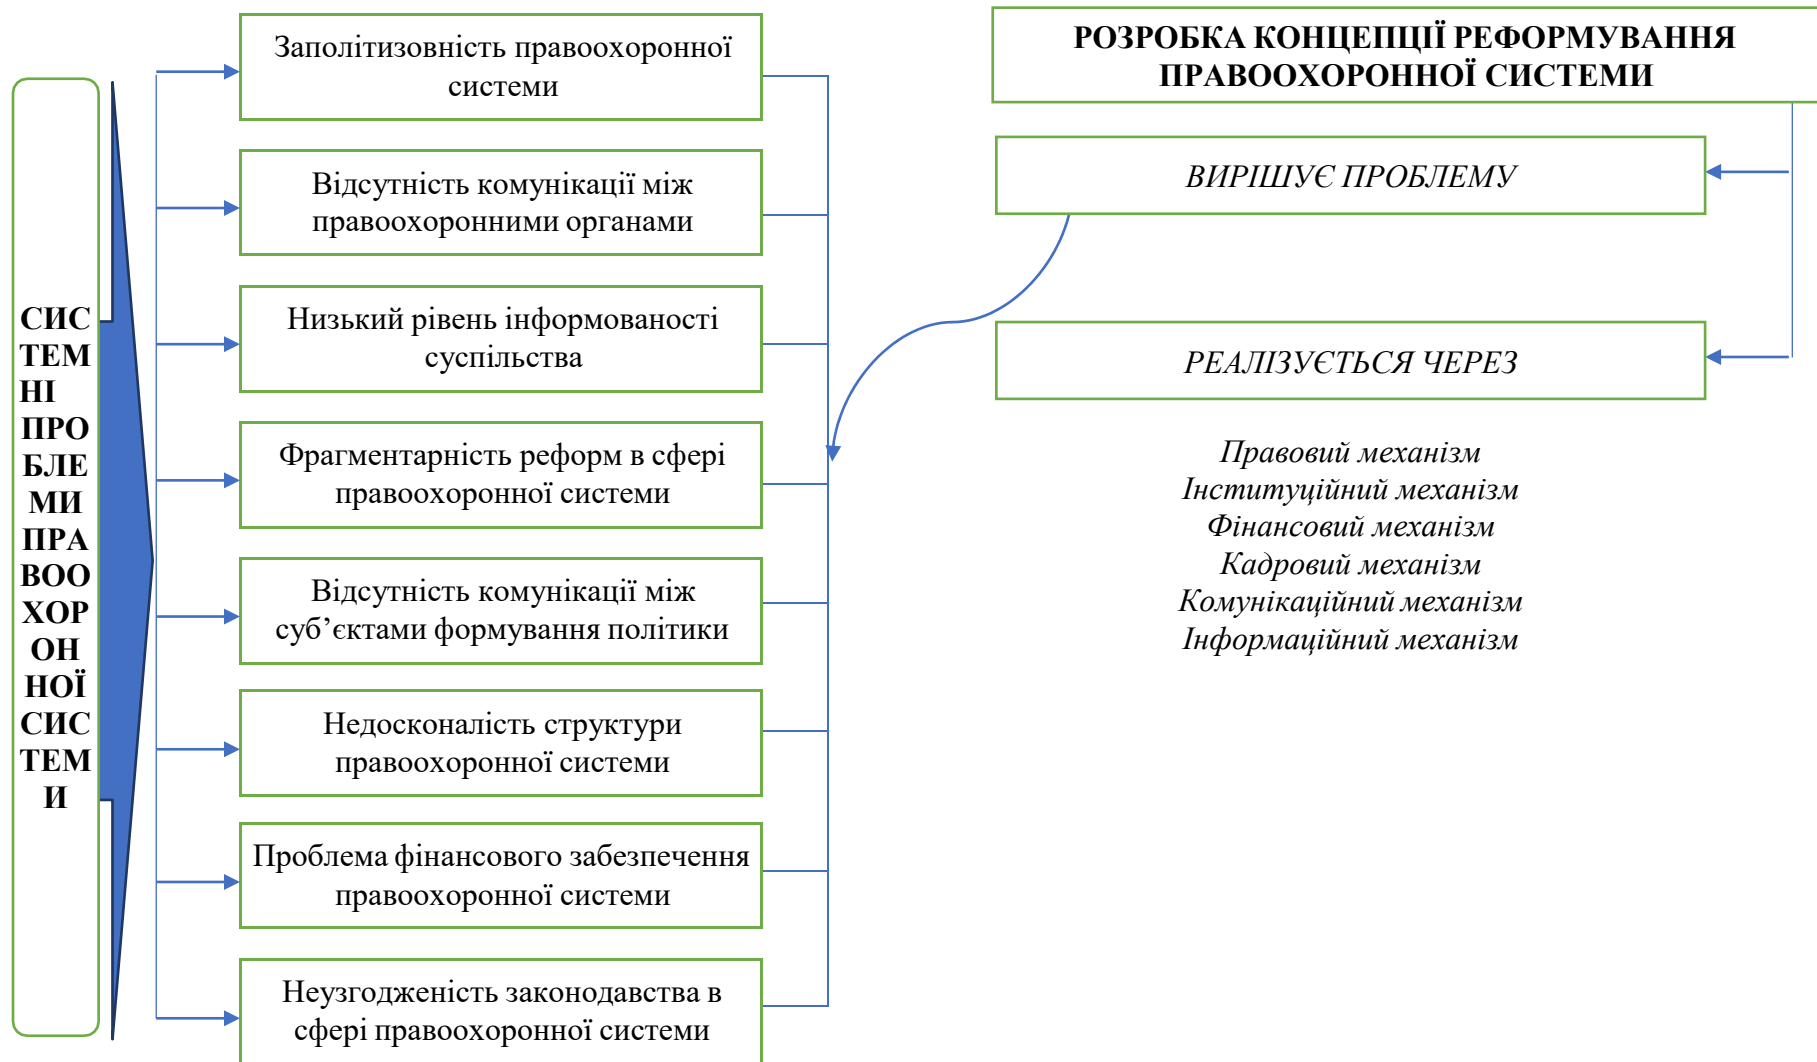 СИС
ТЕМ
НІ
ПРО
БЛЕ
МИ
ПРА
ВОО
ХОР
ОН
НОЇ
СИС
ТЕМ
И
Заполітизовність правоохоронної
системи
Відсутність комунікації між
правоохоронними органами
Низький рівень інформованості
суспільства
Фрагментарність реформ в сфері
правоохоронної системи
Відсутність комунікації між
суб’єктами формування політики
Недосконалість структури
правоохоронної системи
Проблема фінансового забезпечення
правоохоронної системи
Неузгодженість законодавства в
сфері правоохоронної системи
РОЗРОБКА КОНЦЕПЦІЇ РЕФОРМУВАННЯ
ПРАВООХОРОННОЇ СИСТЕМИ
ВИРІШУЄ ПРОБЛЕМУ
РЕАЛІЗУЄТЬСЯ ЧЕРЕЗ
Правовий механізм
Інституційний механізм
Фінансовий механізм
Кадровий механізм
Комунікаційний механізм
Інформаційний механізм